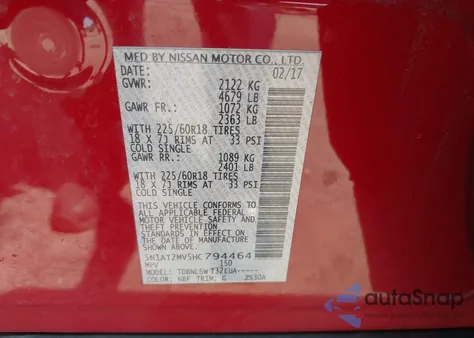 MFD BY NISSAN MOTOR CO., LTD.
DATE: 02/17
GVWR: 2122 KG
4679 LB
GAWR FR.: 1072 KG
2363 LB
WITH 225/60R18 TIRES
18 X 7J RIMS AT 33 PSI
COLD SINGLE
GAWR RR.: 1089 KG
2401 LB
WITH 225/60R18 TIRES
18 X 7J RIMS AT 33 PSI
COLD SINGLE
THIS VEHICLE CONFORMS TO
ALL APPLICABLE FEDERAL
MOTOR VEHICLE SAFETY AND
THEFT PREVENTION
STANDARDS IN EFFECT ON
THE DATE OF MANUFACTURE
SHOWN ABOVE.
5N1AT2MV5HC794464
MPV 150
MODEL: TDBNLSWT32EUA-----
COLOR: NBF TRIM: G 2530A
autoSnap